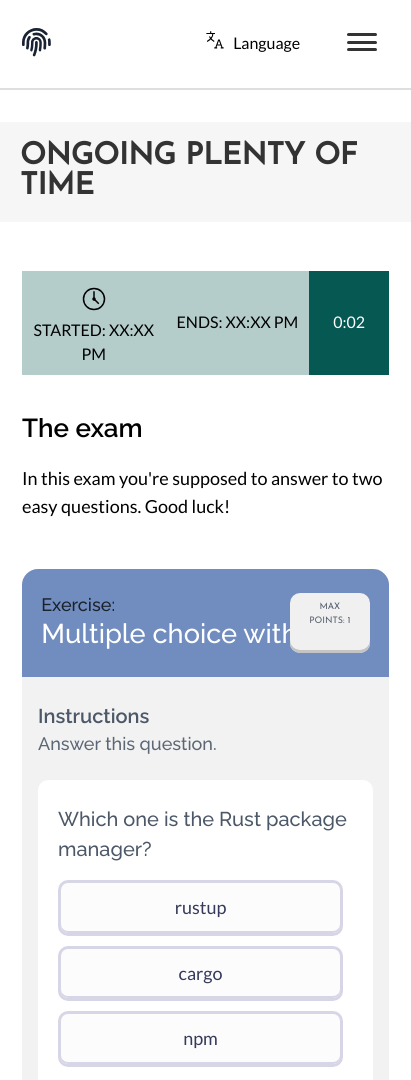 Language
ONGOING PLENTY OF
TIME
STARTED: XX:XX
PM
ENDS: XX:XX PM
0:02
The exam
In this exam you're supposed to answer to two
easy questions. Good luck!
Exercise:
Multiple choice with
MAX
POINTS: 1
Instructions
Answer this question.
Which one is the Rust package
manager?
rustup
cargo
npm